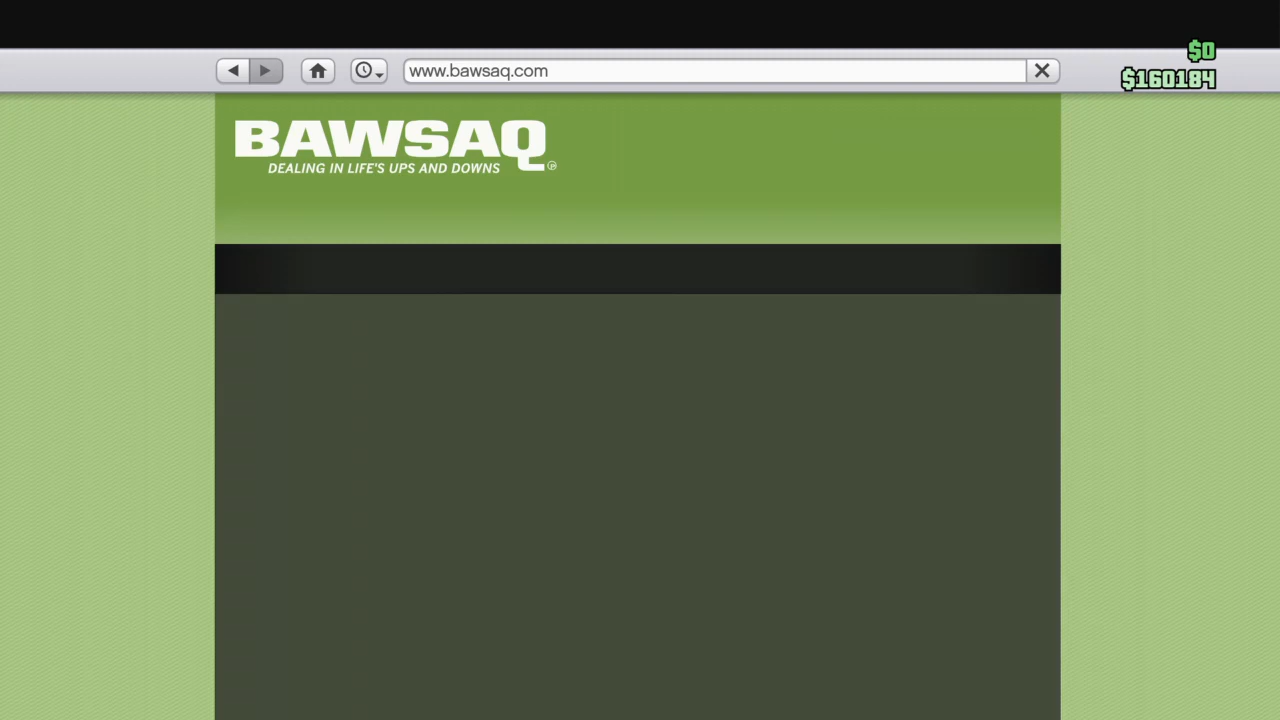 $0
www.bawsaq.com
$160184
BAWSAQ
DEALING IN LIFE'S UPS AND DOWNS